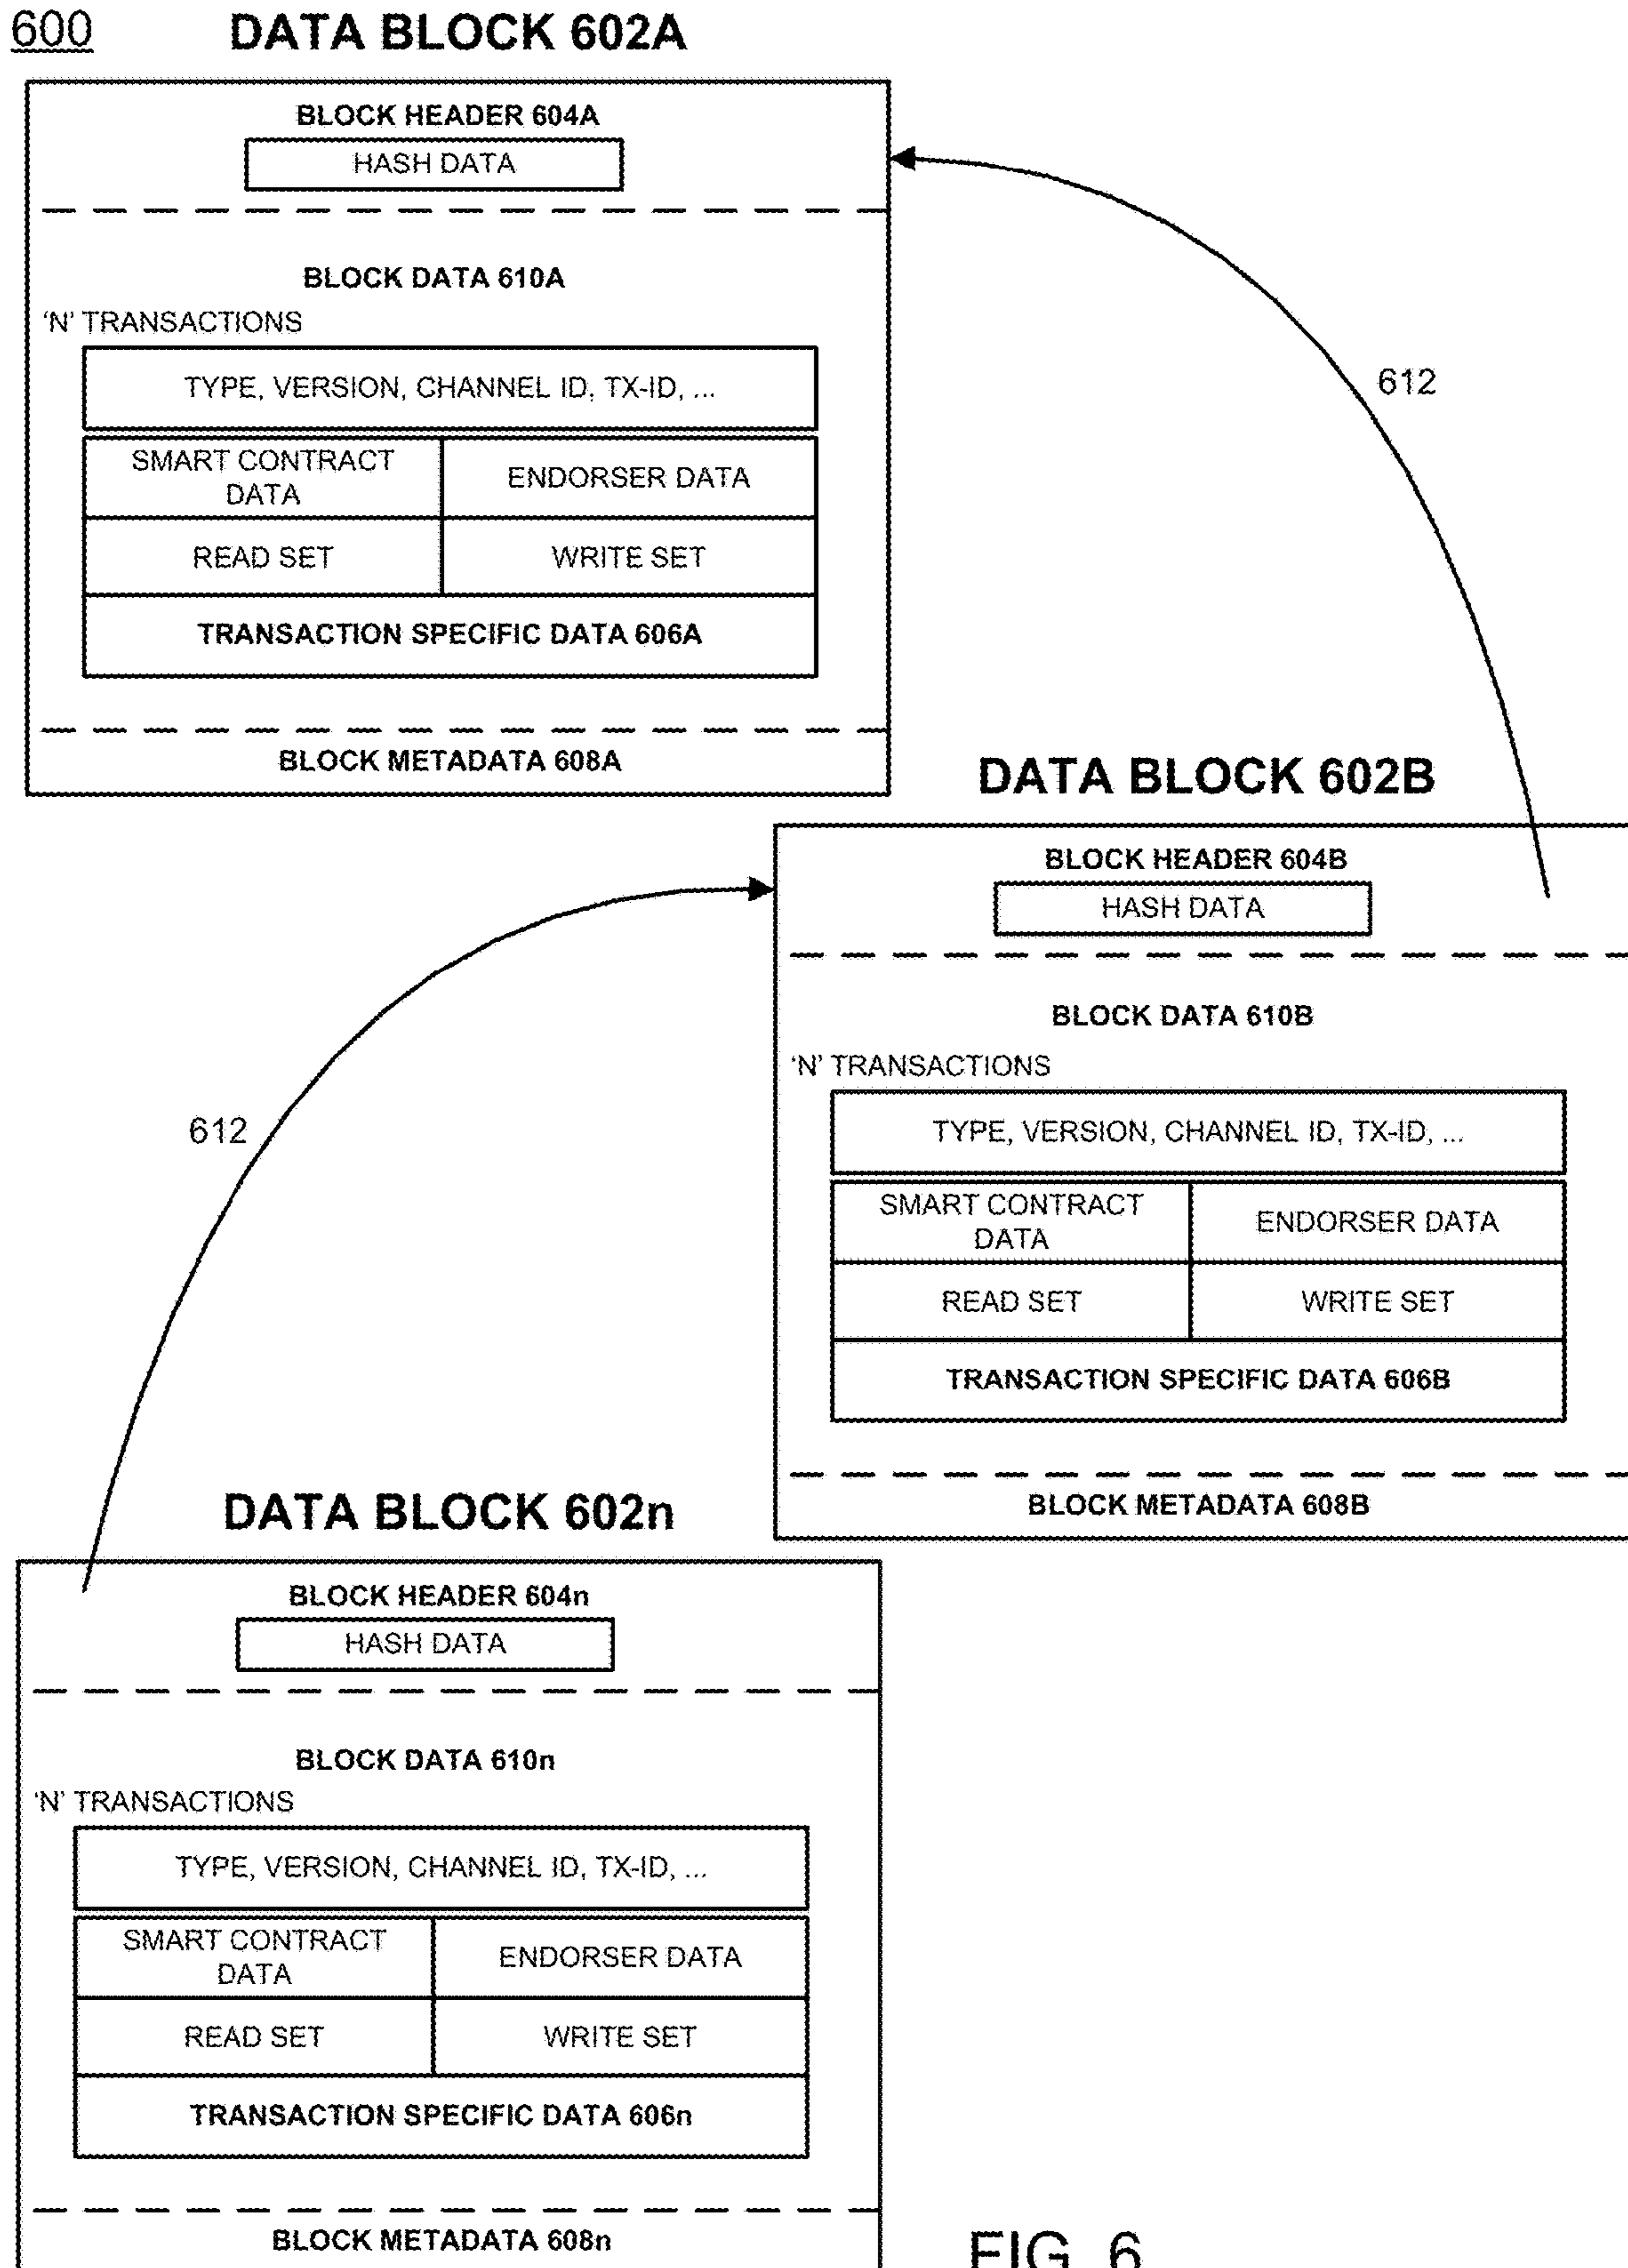 600
DATA BLOCK 602A
BLOCK HEADER 604A
HASH DATA
BLOCK DATA 610A
‘N’ TRANSACTIONS
TYPE, VERSION, CHANNEL ID, TX-ID, ...
SMART CONTRACT
DATA
ENDORSER DATA
READ SET
WRITE SET
TRANSACTION SPECIFIC DATA 606A
BLOCK METADATA 608A
612
DATA BLOCK 602B
BLOCK HEADER 604B
HASH DATA
BLOCK DATA 610B
‘N’ TRANSACTIONS
TYPE, VERSION, CHANNEL ID, TX-ID, ...
SMART CONTRACT
DATA
ENDORSER DATA
READ SET
WRITE SET
TRANSACTION SPECIFIC DATA 606B
BLOCK METADATA 608B
612
DATA BLOCK 602n
BLOCK HEADER 604n
HASH DATA
BLOCK DATA 610n
‘N’ TRANSACTIONS
TYPE, VERSION, CHANNEL ID, TX-ID, ...
SMART CONTRACT
DATA
ENDORSER DATA
READ SET
WRITE SET
TRANSACTION SPECIFIC DATA 606n
BLOCK METADATA 608n
FIG. 6